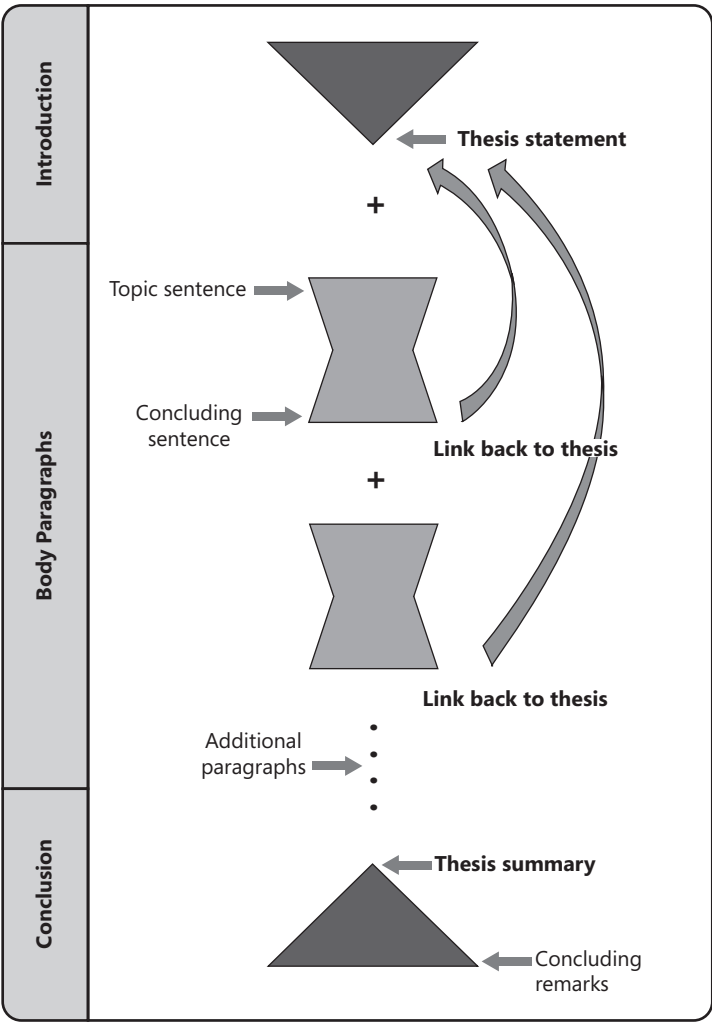 Introduction
Thesis statement
+
Body Paragraphs
Topic sentence
Concluding
sentence
Link back to thesis
+
Link back to thesis
Additional
paragraphs
Conclusion
Thesis summary
Concluding
remarks